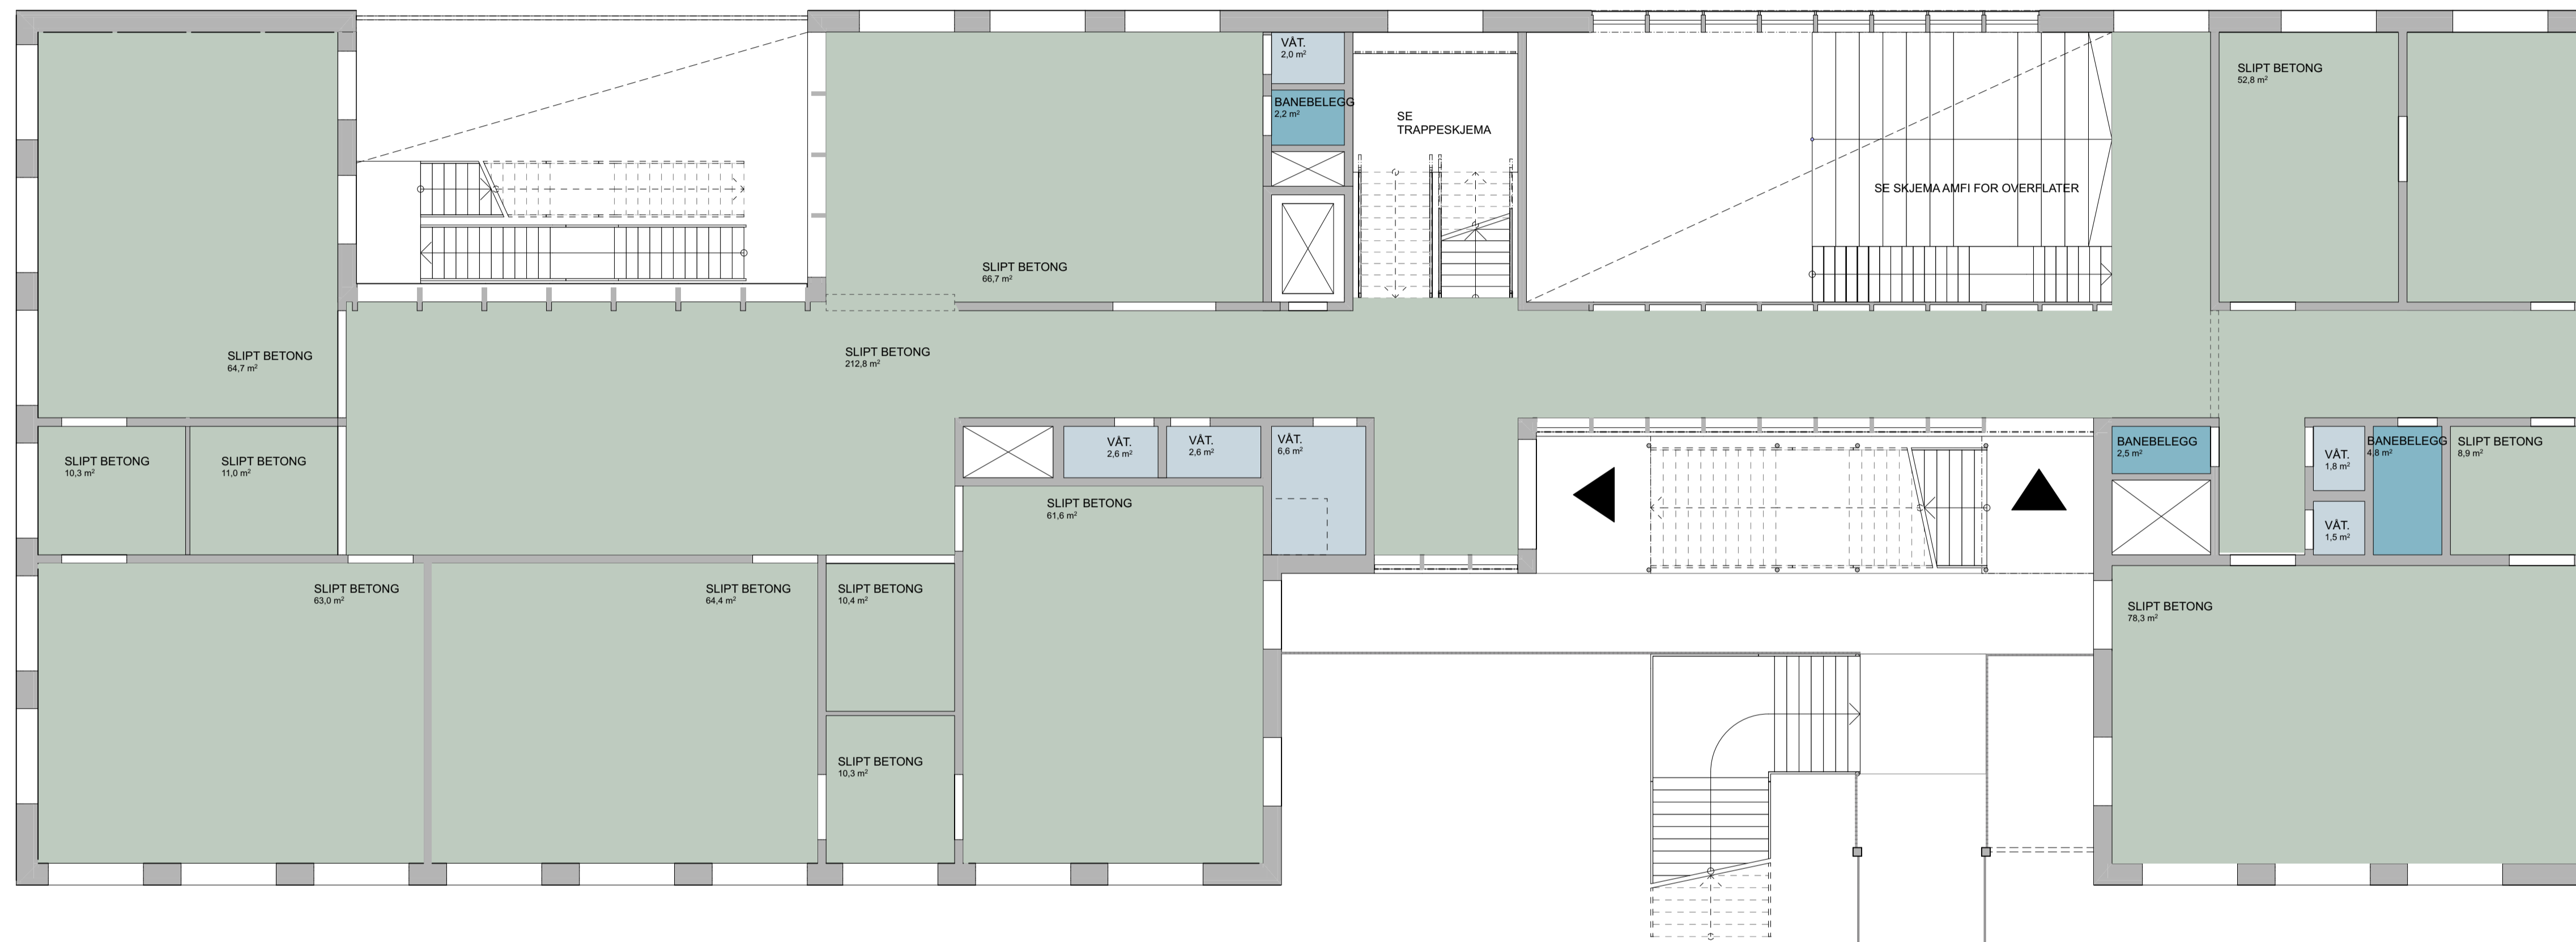 VÅT.
2,0 m²
BANEBELEGG
2,2 m²
SE
TRAPPESKJEMA
SLIPT BETONG
52,8 m²
SE SKJEMA AMFI FOR OVERFLATER
SLIPT BETONG
66,7 m²
SLIPT BETONG
64,7 m²
SLIPT BETONG
212,8 m²
SLIPT BETONG
10,3 m²
SLIPT BETONG
11,0 m²
VÅT.
2,6 m²
VÅT.
2,6 m²
VÅT.
6,6 m²
BANEBELEGG
2,5 m²
VÅT.
1,8 m²
BANEBELEGG
4,8 m²
SLIPT BETONG
8,9 m²
SLIPT BETONG
61,6 m²
VÅT.
1,5 m²
SLIPT BETONG
63,0 m²
SLIPT BETONG
64,4 m²
SLIPT BETONG
10,4 m²
SLIPT BETONG
78,3 m²
SLIPT BETONG
10,3 m²